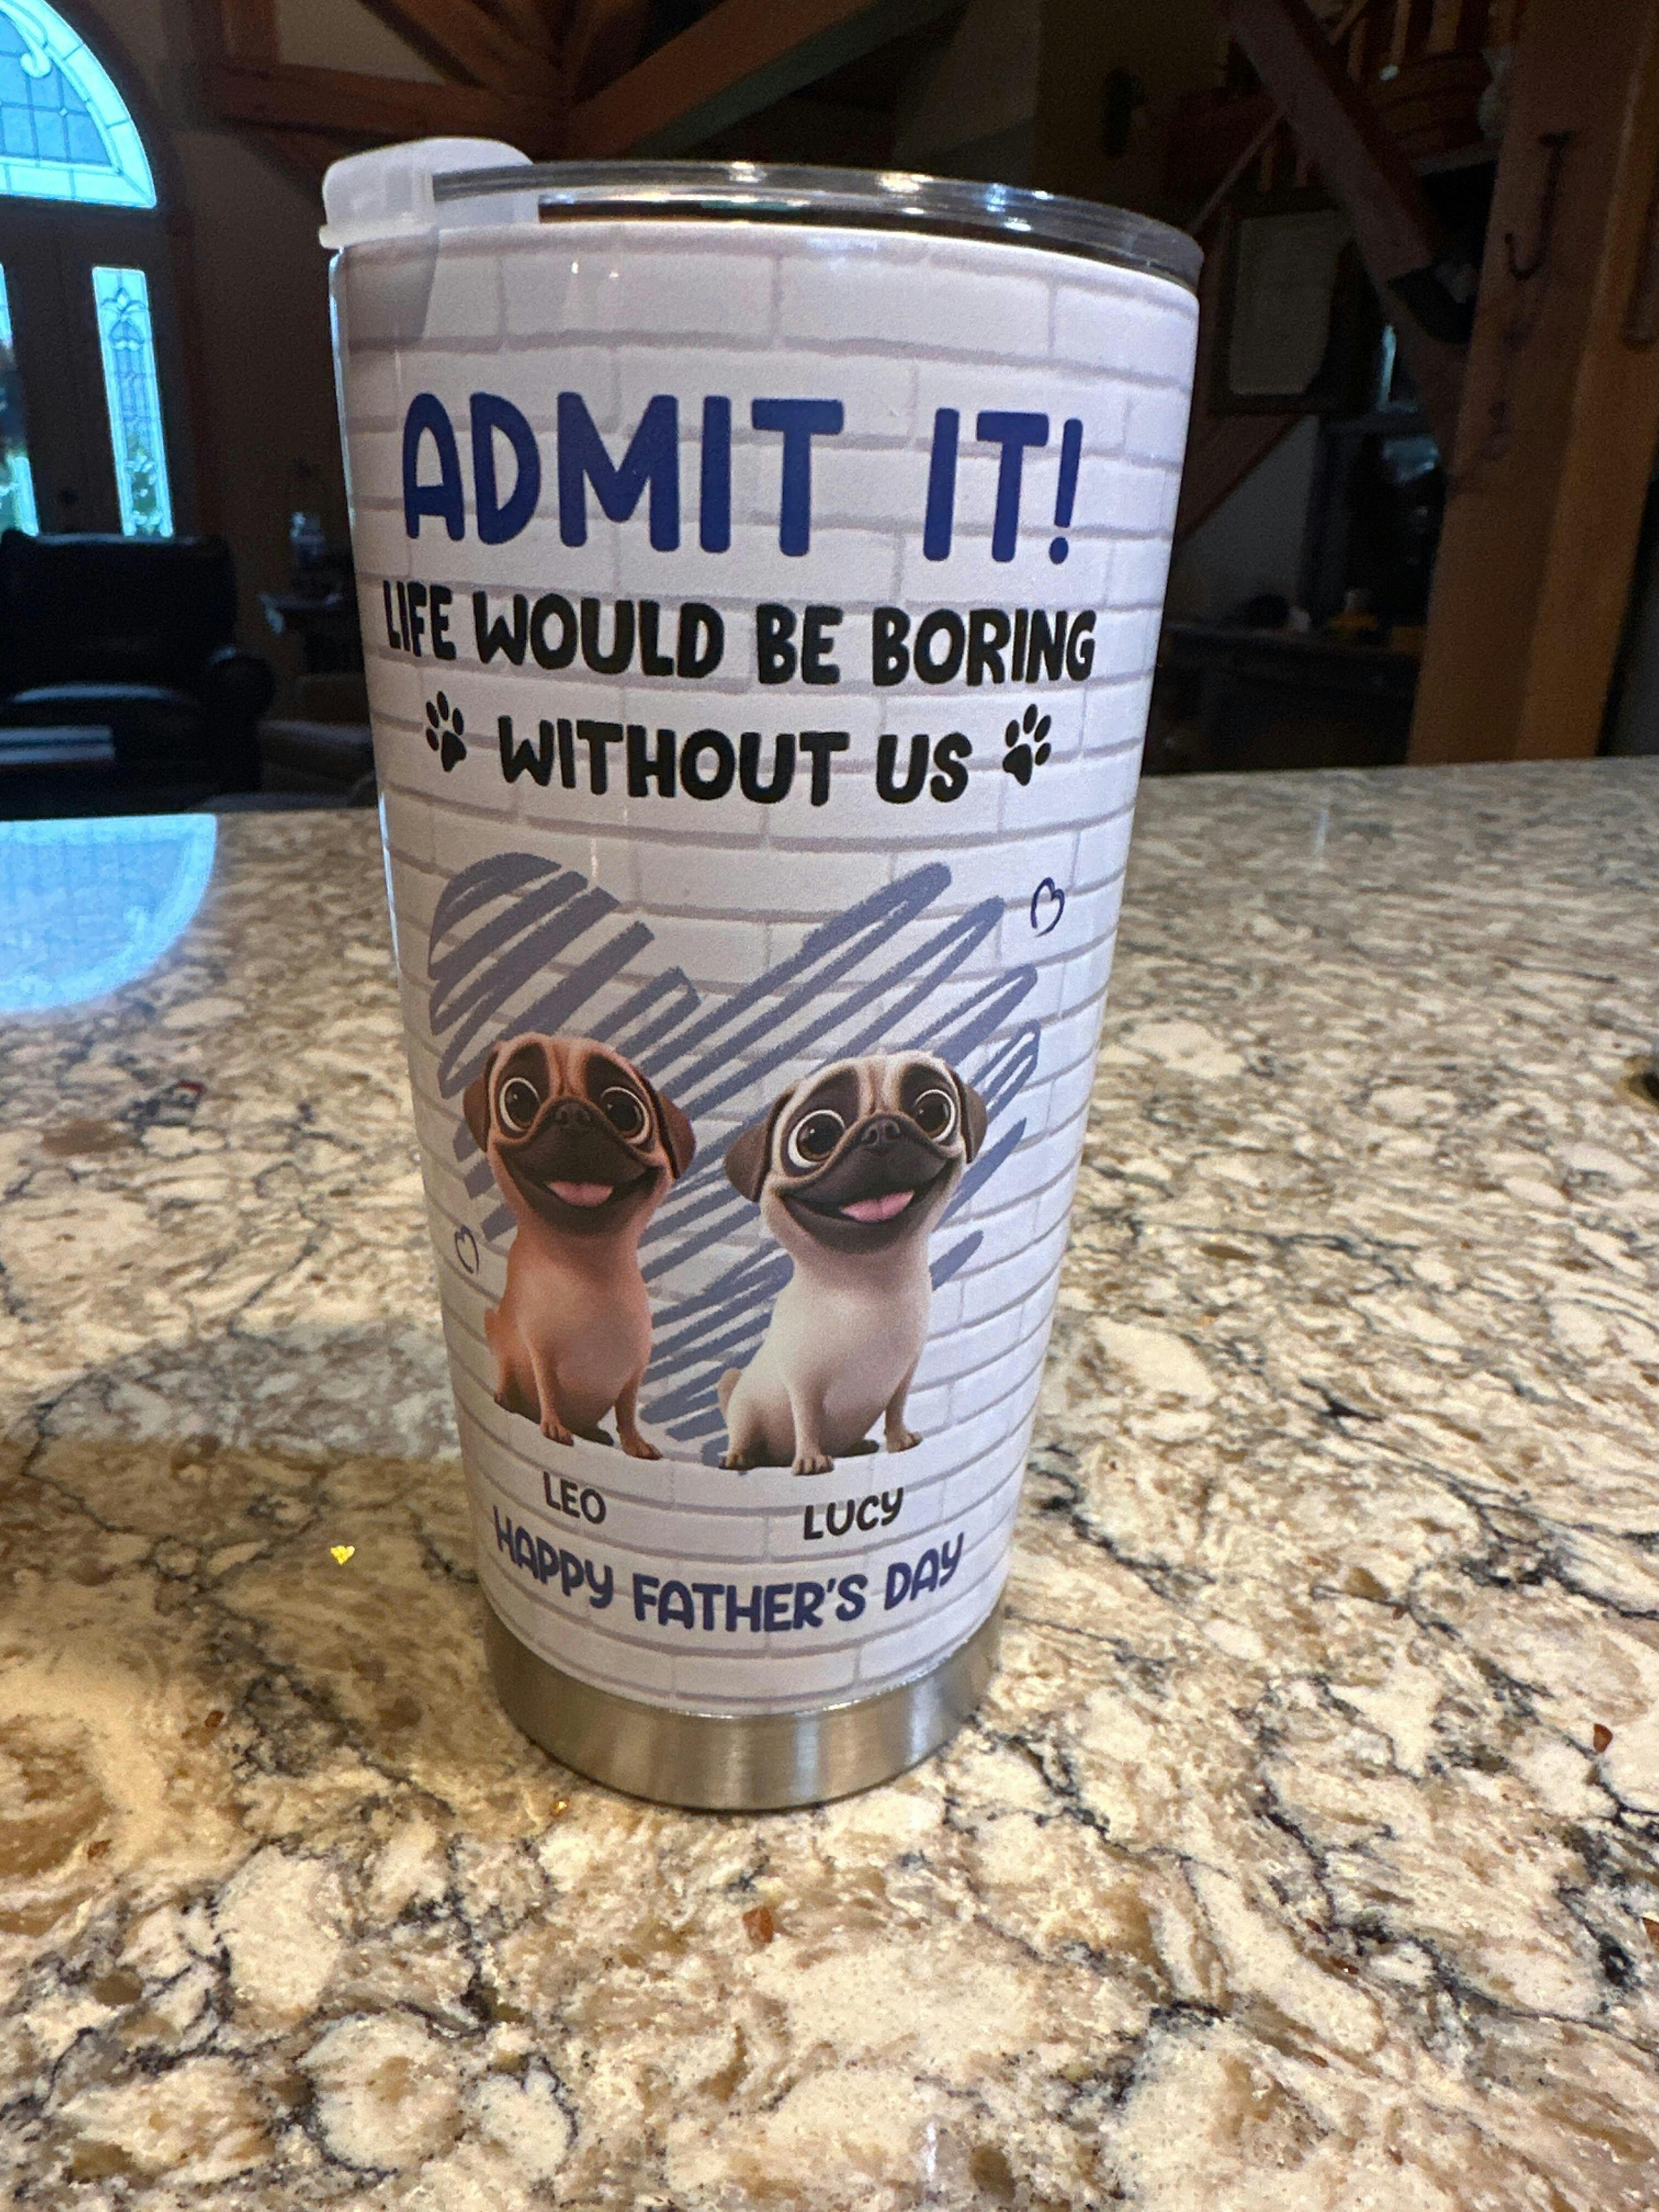 ADMIT IT!
LIFE WOULD BE BORING
WITHOUT US
LEO LUCY
HAPPY FATHER'S DAY